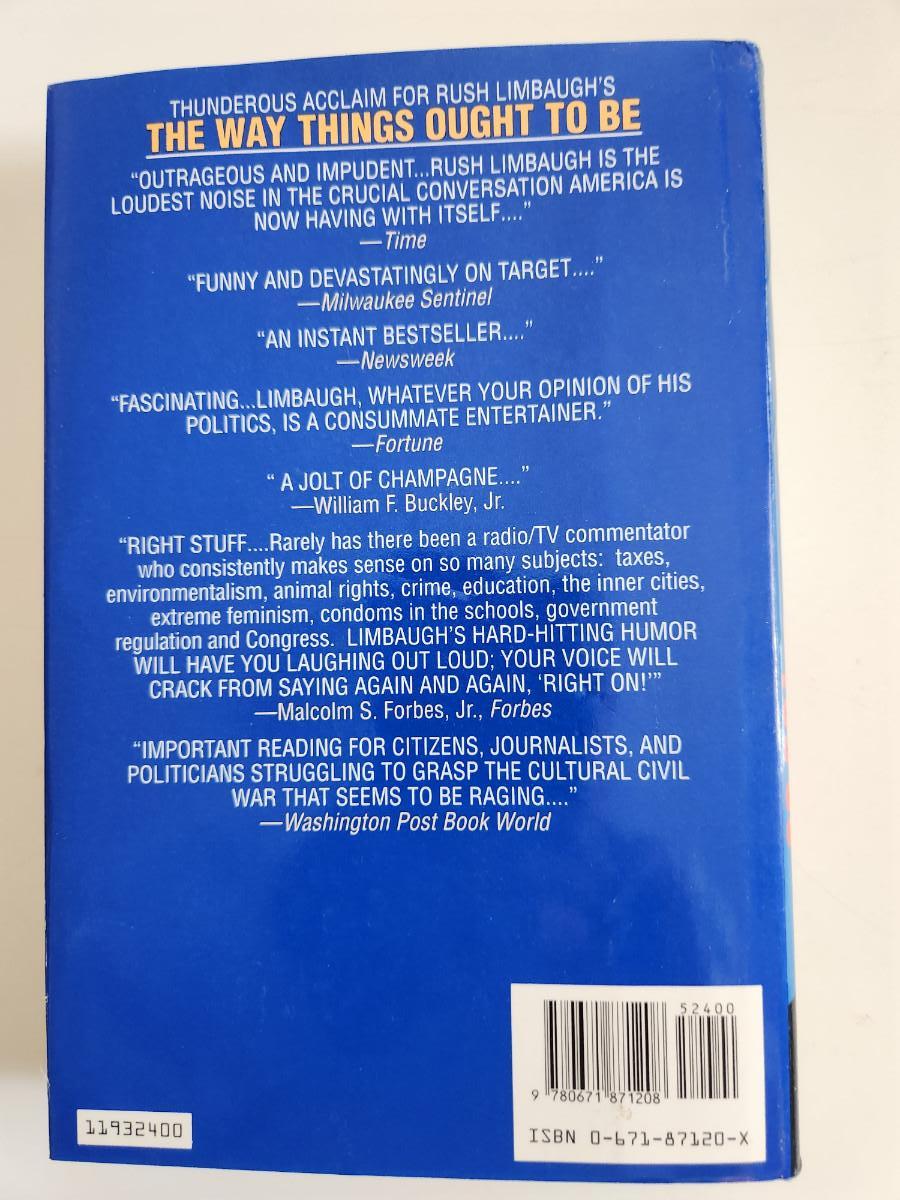 THUNDEROUS ACCLAIM FOR RUSH LIMBAUGH'S
THE WAY THINGS OUGHT TO BE
“OUTRAGEOUS AND IMPUDENT...RUSH LIMBAUGH IS THE
LOUDEST NOISE IN THE CRUCIAL CONVERSATION AMERICA IS
NOW HAVING WITH ITSELF....”
—Time
“FUNNY AND DEVASTATINGLY ON TARGET....”
—Milwaukee Sentinel
“AN INSTANT BESTSELLER....”
—Newsweek
“FASCINATING...LIMBAUGH, WHATEVER YOUR OPINION OF HIS
POLITICS, IS A CONSUMMATE ENTERTAINER.”
—Fortune
“ A JOLT OF CHAMPAGNE....”
—William F. Buckley, Jr.
“RIGHT STUFF....Rarely has there been a radio/TV commentator
who consistently makes sense on so many subjects: taxes,
environmentalism, animal rights, crime, education, the inner cities,
extreme feminism, condoms in the schools, government
regulation and Congress. LIMBAUGH'S HARD-HITTING HUMOR
WILL HAVE YOU LAUGHING OUT LOUD; YOUR VOICE WILL
CRACK FROM SAYING AGAIN AND AGAIN, ‘RIGHT ON!’”
—Malcolm S. Forbes, Jr., Forbes
“IMPORTANT READING FOR CITIZENS, JOURNALISTS, AND
POLITICIANS STRUGGLING TO GRASP THE CULTURAL CIVIL
WAR THAT SEEMS TO BE RAGING....”
—Washington Post Book World
52400
9 780671 871208
ISBN 0-671-87120-X
11932400